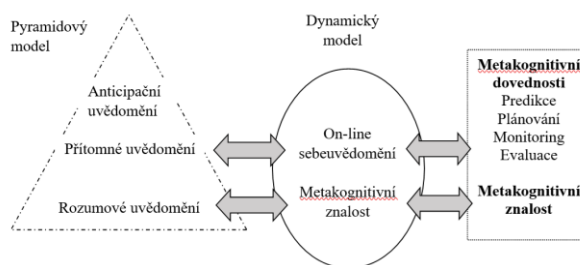 Pyramidový
model
Anticipační
uvědomění
Přítomné uvědomění
Rozumové uvědomění
Dynamický
model
On-line
sebeuvědomění
Metakognitivní
znalost
Metakognitivní
dovednosti
Predikce
Plánování
Monitoring
Evaluace
Metakognitivní
znalost